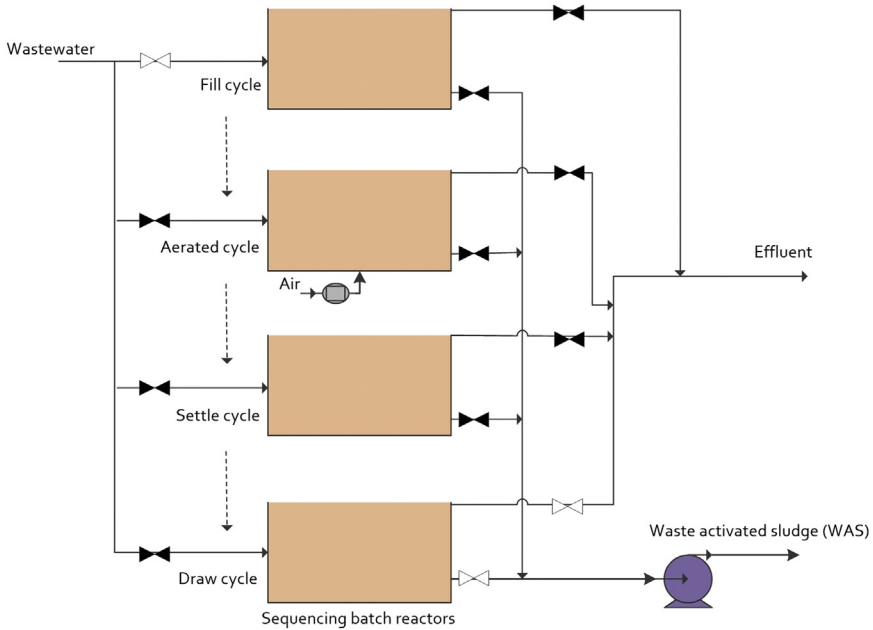 Wastewater
Fill cycle
Aerated cycle
Air
Effluent
Settle cycle
Waste activated sludge (WAS)
Draw cycle
Sequencing batch reactors